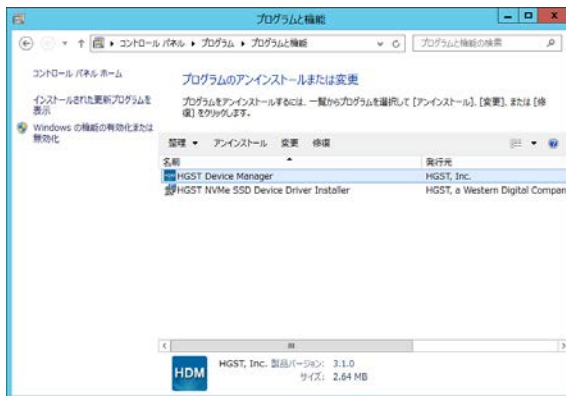 プログラムと機能
コントロール パネル ▸ プログラム ▸ プログラムと機能
プログラムと機能の検索
コントロール パネル ホーム
インストールされた更新プログラムを
表示
Windows の機能の有効化または
無効化
プログラムのアンインストールまたは変更
プログラムをアンインストールするには、一覧からプログラムを選択して [アンインストール]、[変更]、または [修
復] をクリックします。
整理 ▼ アンインストール 変更 修復
名前 発行元
HGST Device Manager HGST, Inc.
HGST NVMe SSD Device Driver Installer HGST, a Western Digital Compan
HDM
HGST, Inc. 製品バージョン: 3.1.0
サイズ: 2.64 MB